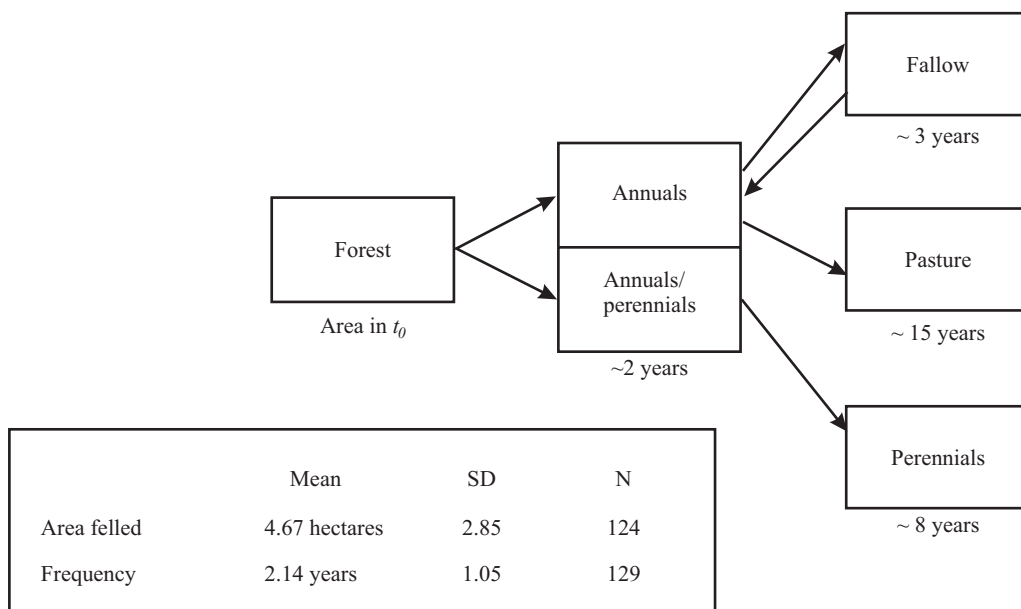 Fallow
~ 3 years
Annuals
Forest
Pasture
Annuals/
perennials
Area in t₀
~ 15 years
~2 years
Perennials
~ 8 years
Mean SD N
Area felled 4.67 hectares 2.85 124
Frequency 2.14 years 1.05 129